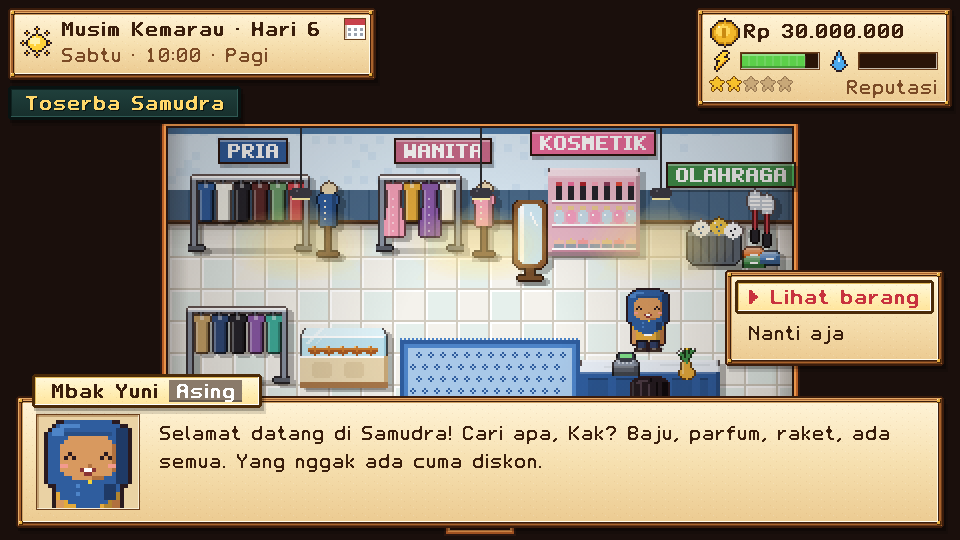 Musim Kemarau · Hari 6
Sabtu · 10:00 · Pagi
Rp 30.000.000
Reputasi
Toserba Samudra
PRIA
WANITA
KOSMETIK
OLAHRAGA
Lihat barang
Nanti aja
Mbak Yuni Asing
Selamat datang di Samudra! Cari apa, Kak? Baju, parfum, raket, ada
semua. Yang nggak ada cuma diskon.